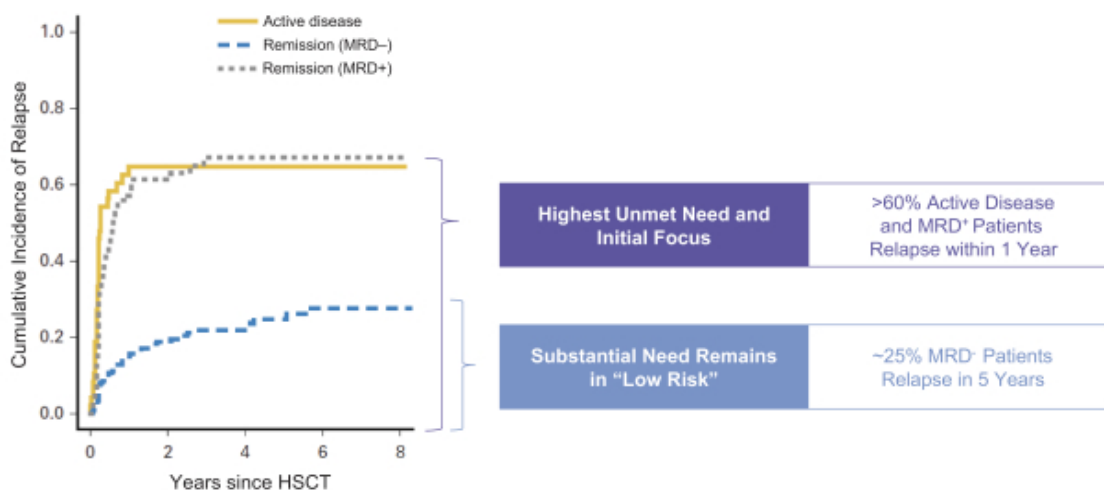 Active disease
Remission (MRD–)
Remission (MRD+)
Cumulative Incidence of Relapse
1.0
0.8
0.6
0.4
0.2
0.0
0 2 4 6 8
Years since HSCT
Highest Unmet Need and
Initial Focus
>60% Active Disease
and MRD⁺ Patients
Relapse within 1 Year
Substantial Need Remains
in “Low Risk”
~25% MRD⁻ Patients
Relapse in 5 Years